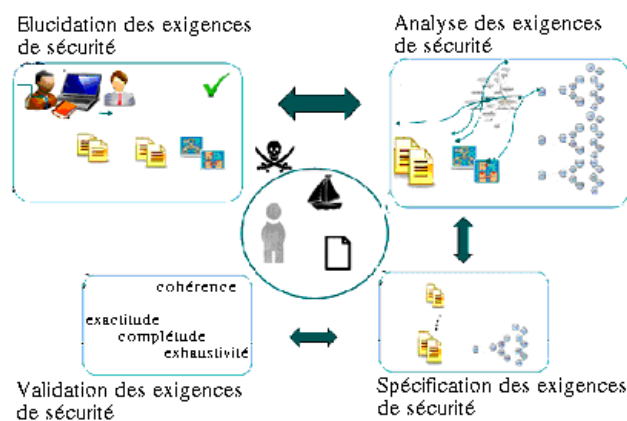 Elucidation des exigences
de sécurité
Analyse des exigences
de sécurité
cohérence
exactitude
complétude
exhaustivité
Validation des exigences
de sécurité
Spécification des exigences
de sécurité